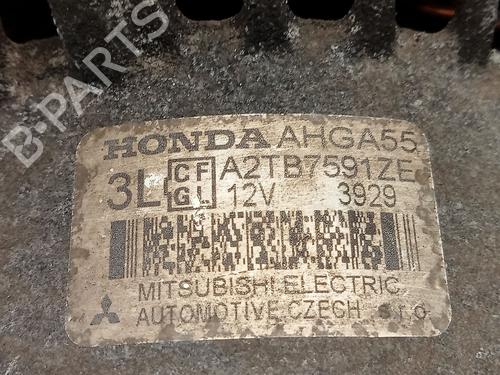 B-PARTS
HONDA AHGA55
3L CF GL A2TB7591ZE
12V 3929
MITSUBISHI ELECTRIC
AUTOMOTIVE CZECH s.r.o.